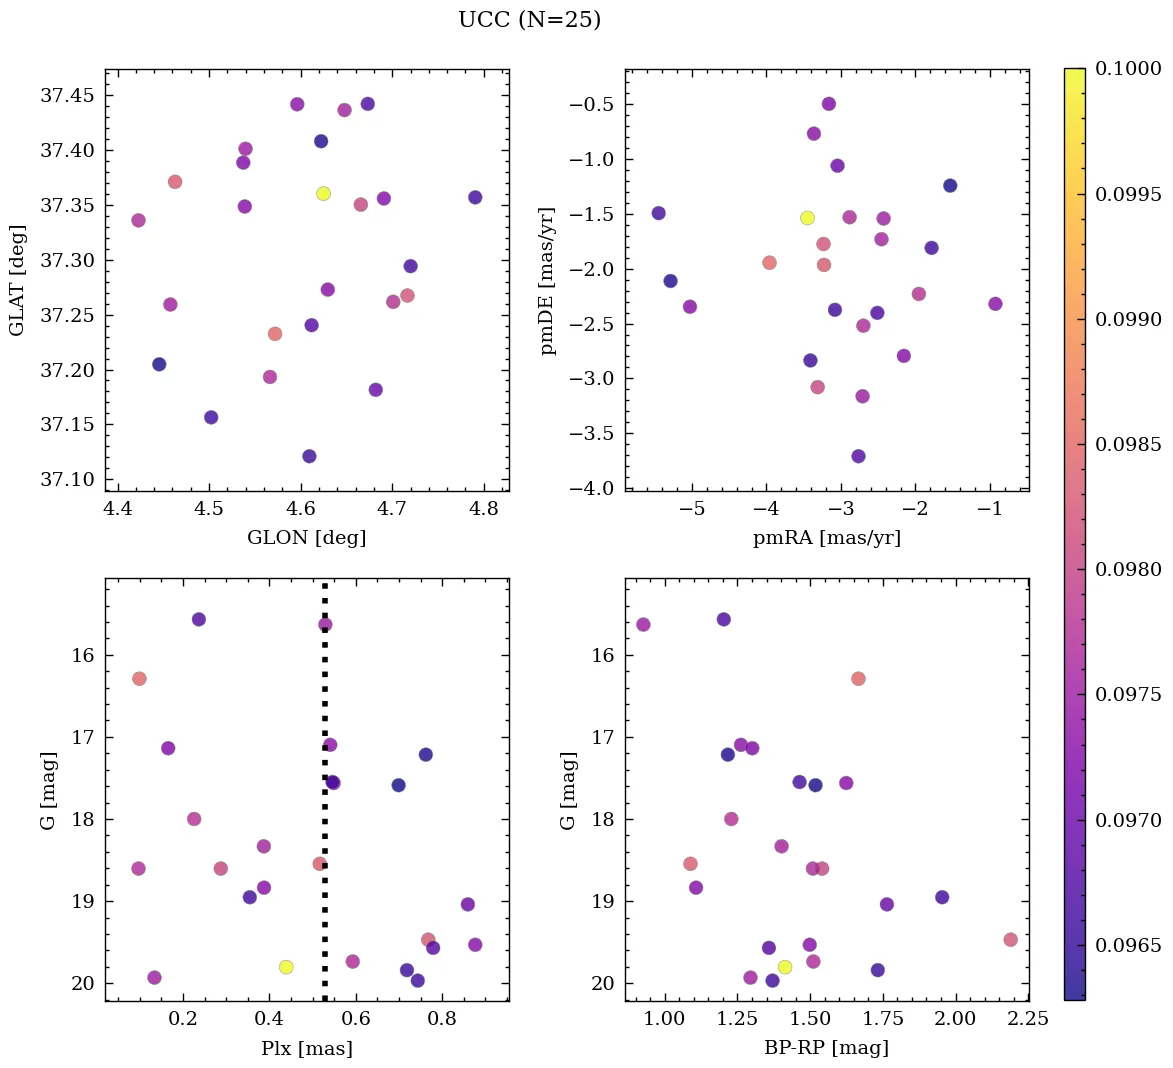 UCC (N=25)
37.45
37.40
37.35
37.30
37.25
37.20
37.15
37.10
GLAT [deg]
4.4 4.5 4.6 4.7 4.8
GLON [deg]
−0.5
−1.0
−1.5
−2.0
−2.5
−3.0
−3.5
−4.0
pmDE [mas/yr]
−5 −4 −3 −2 −1
pmRA [mas/yr]
16
17
18
19
20
G [mag]
0.2 0.4 0.6 0.8
Plx [mas]
16
17
18
19
20
G [mag]
1.00 1.25 1.50 1.75 2.00 2.25
BP-RP [mag]
0.1000
0.0995
0.0990
0.0985
0.0980
0.0975
0.0970
0.0965